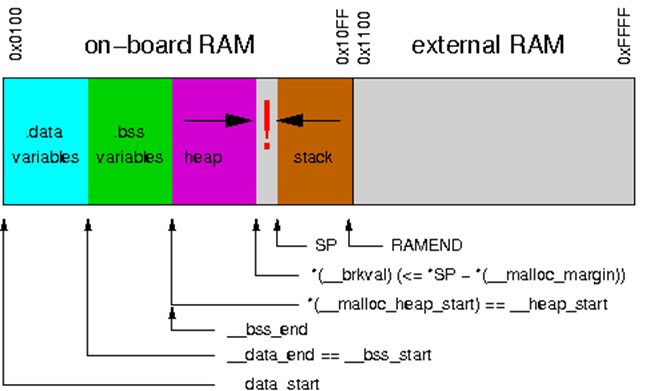 0x0100
on-board RAM
0x10FF
0x1100
external RAM
0xFFFF
.data
variables
.bss
variables
heap
!
stack
SP
RAMEND
*(__brkval) (<= *SP - *(__malloc_margin))
*(__malloc_heap_start) == __heap_start
__bss_end
__data_end == __bss_start
__data_start